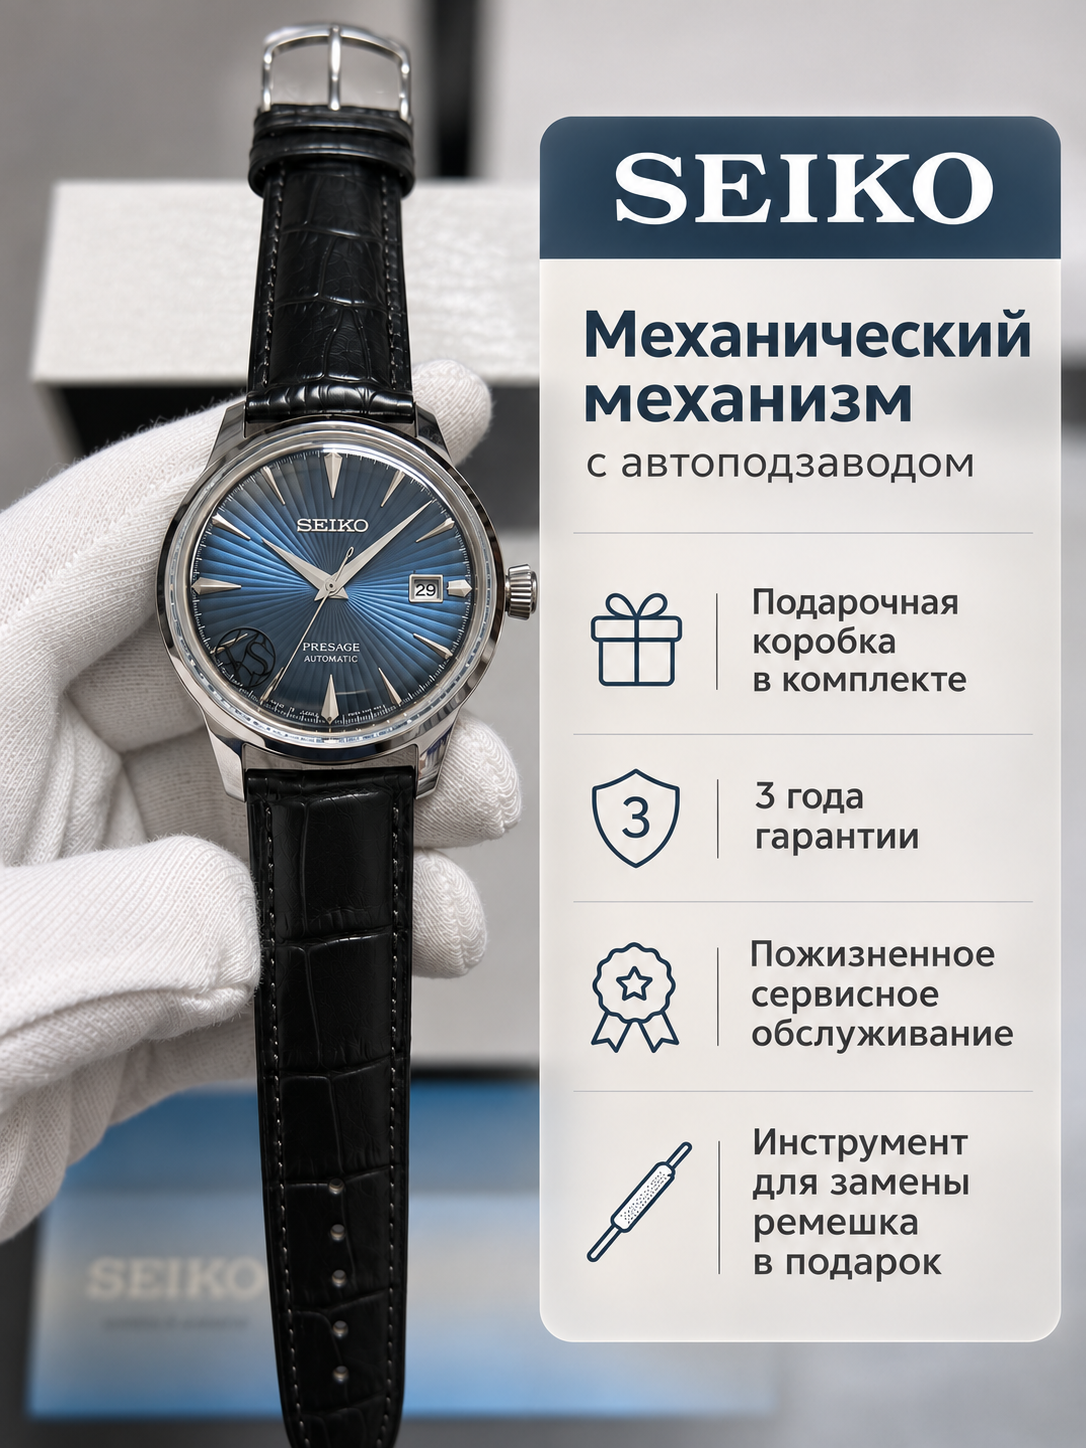 SEIKO
Механический
механизм
с автоподзаводом
SEIKO
29
PRESAGE
AUTOMATIC
Подарочная
коробка
в комплекте
3
3 года
гарантии
Пожизненное
сервисное
обслуживание
Инструмент
для замены
ремешка
в подарок
SEIKO